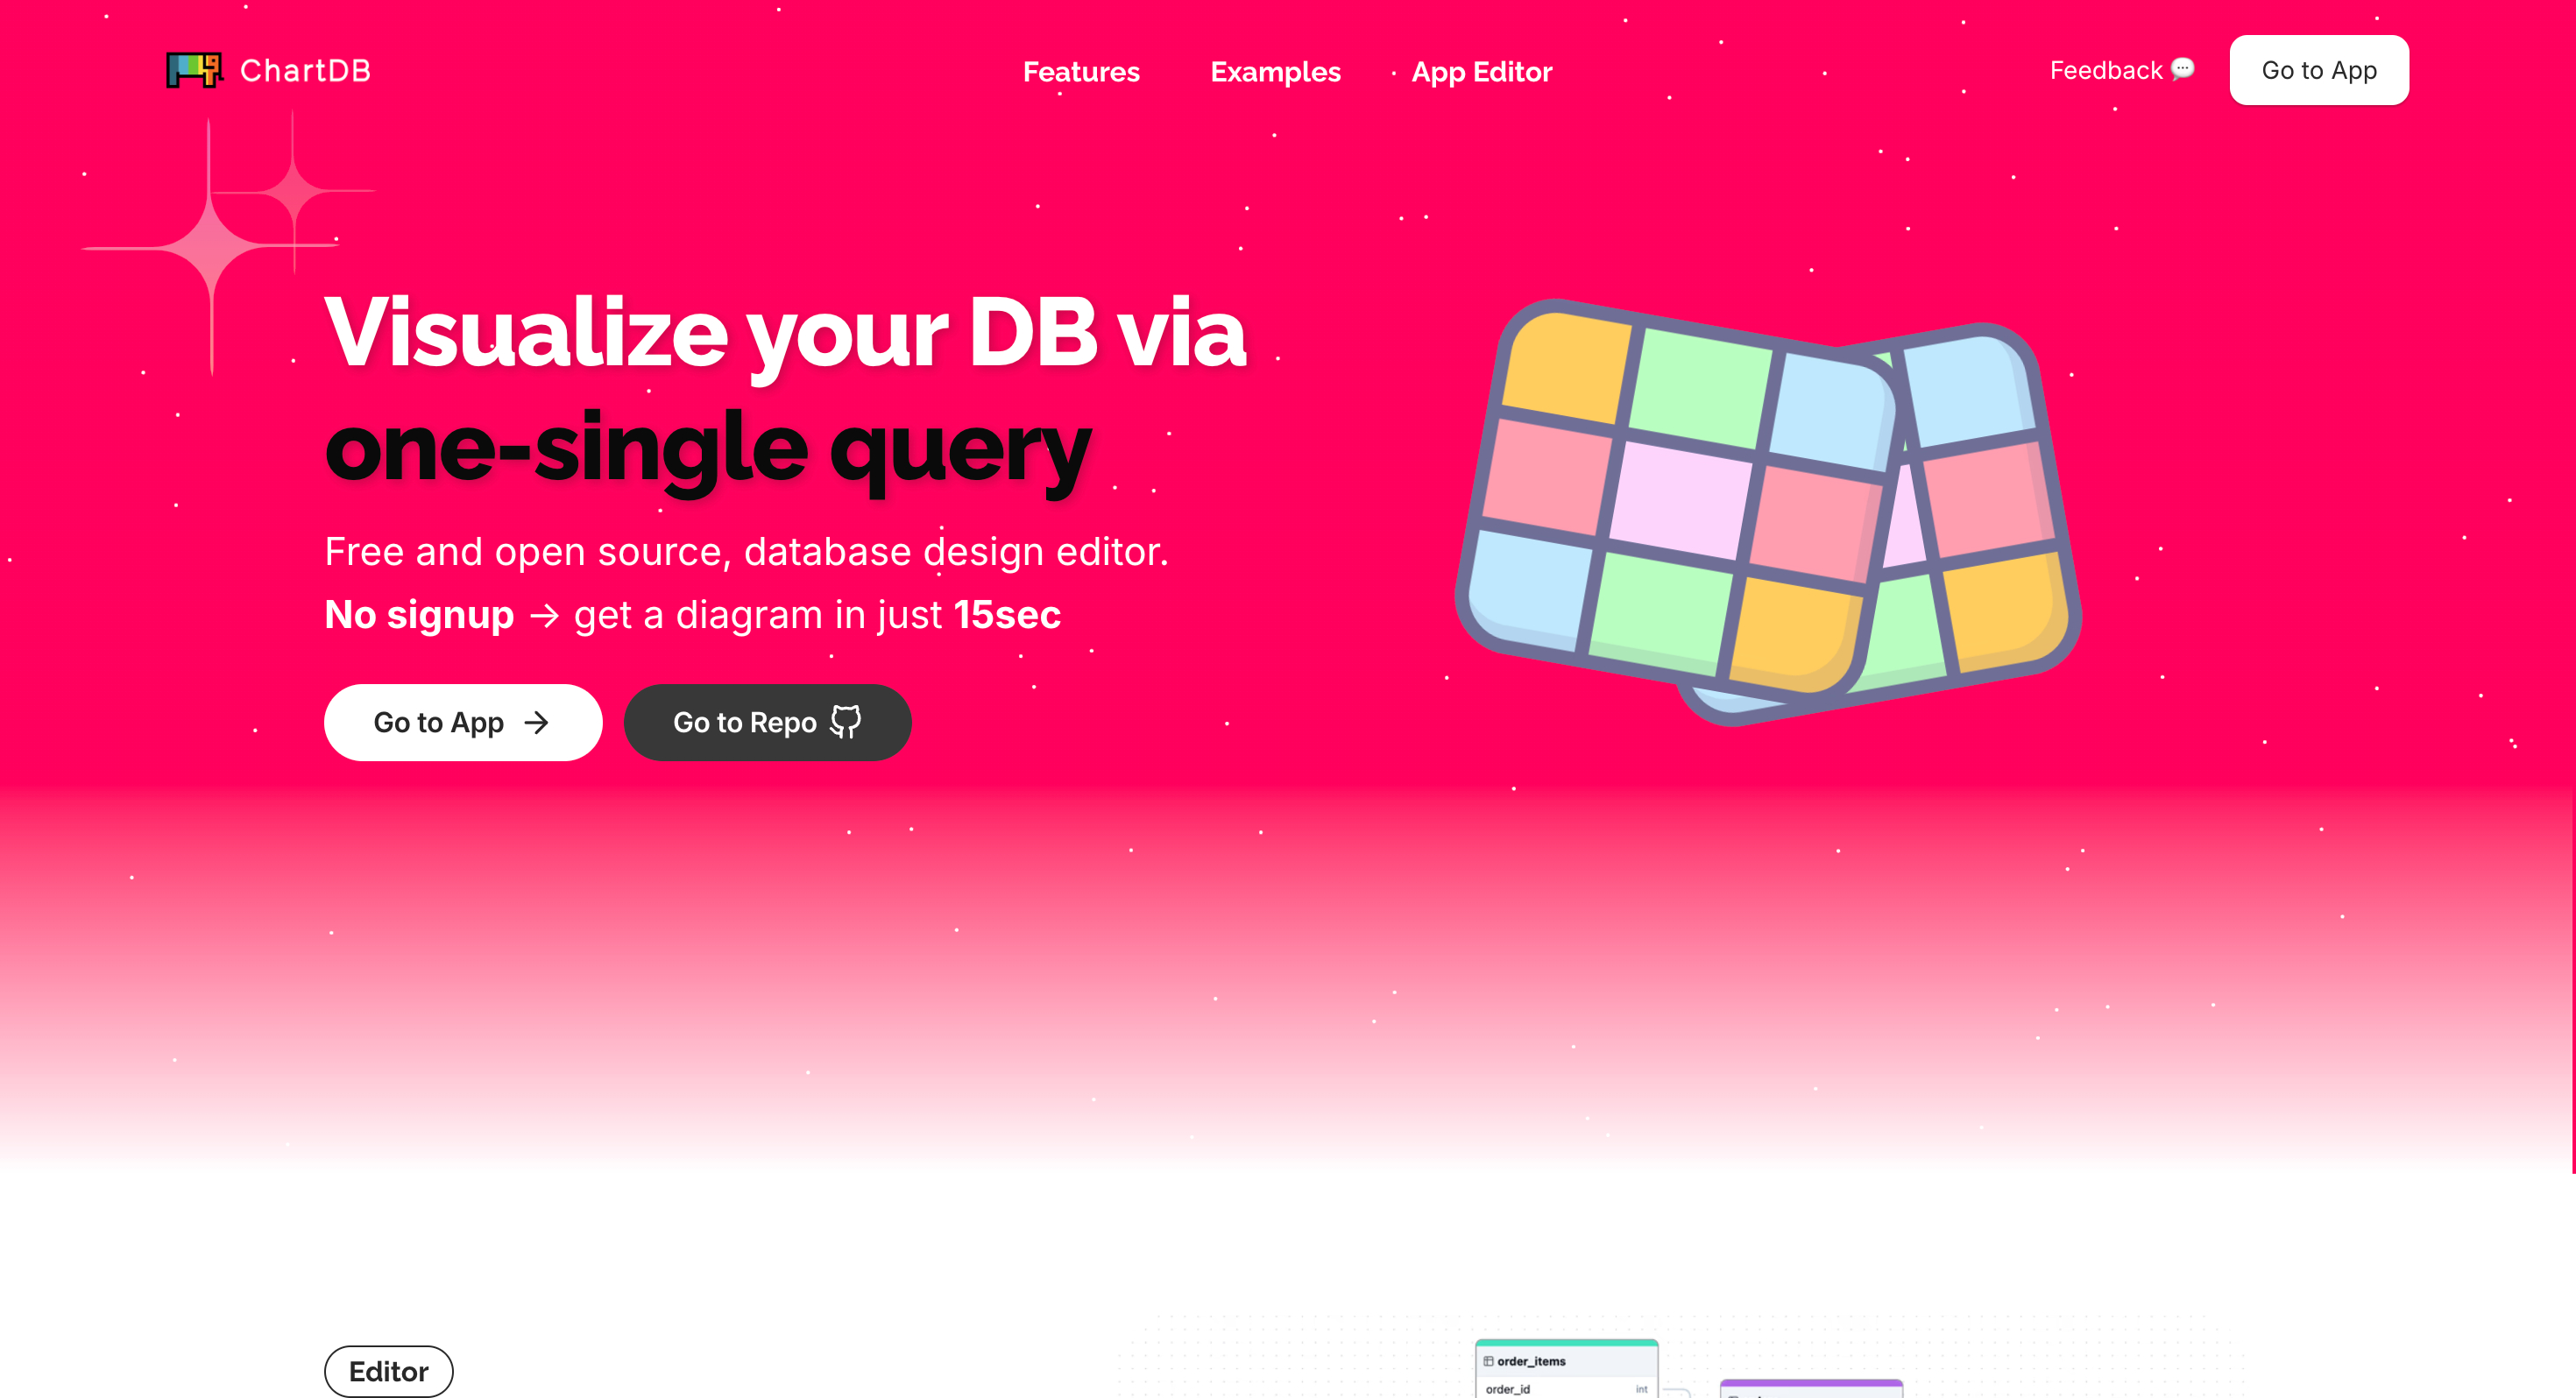 ChartDB
Features
Examples
App Editor
Feedback 💬
Go to App
Visualize your DB via
one-single query
Free and open source, database design editor.
No signup → get a diagram in just 15sec
Go to App →
Go to Repo
Editor
order_items
order_id int